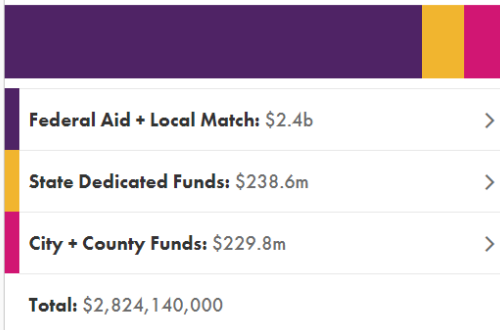 Federal Aid + Local Match: $2.4b
State Dedicated Funds: $238.6m
City + County Funds: $229.8m
Total: $2,824,140,000